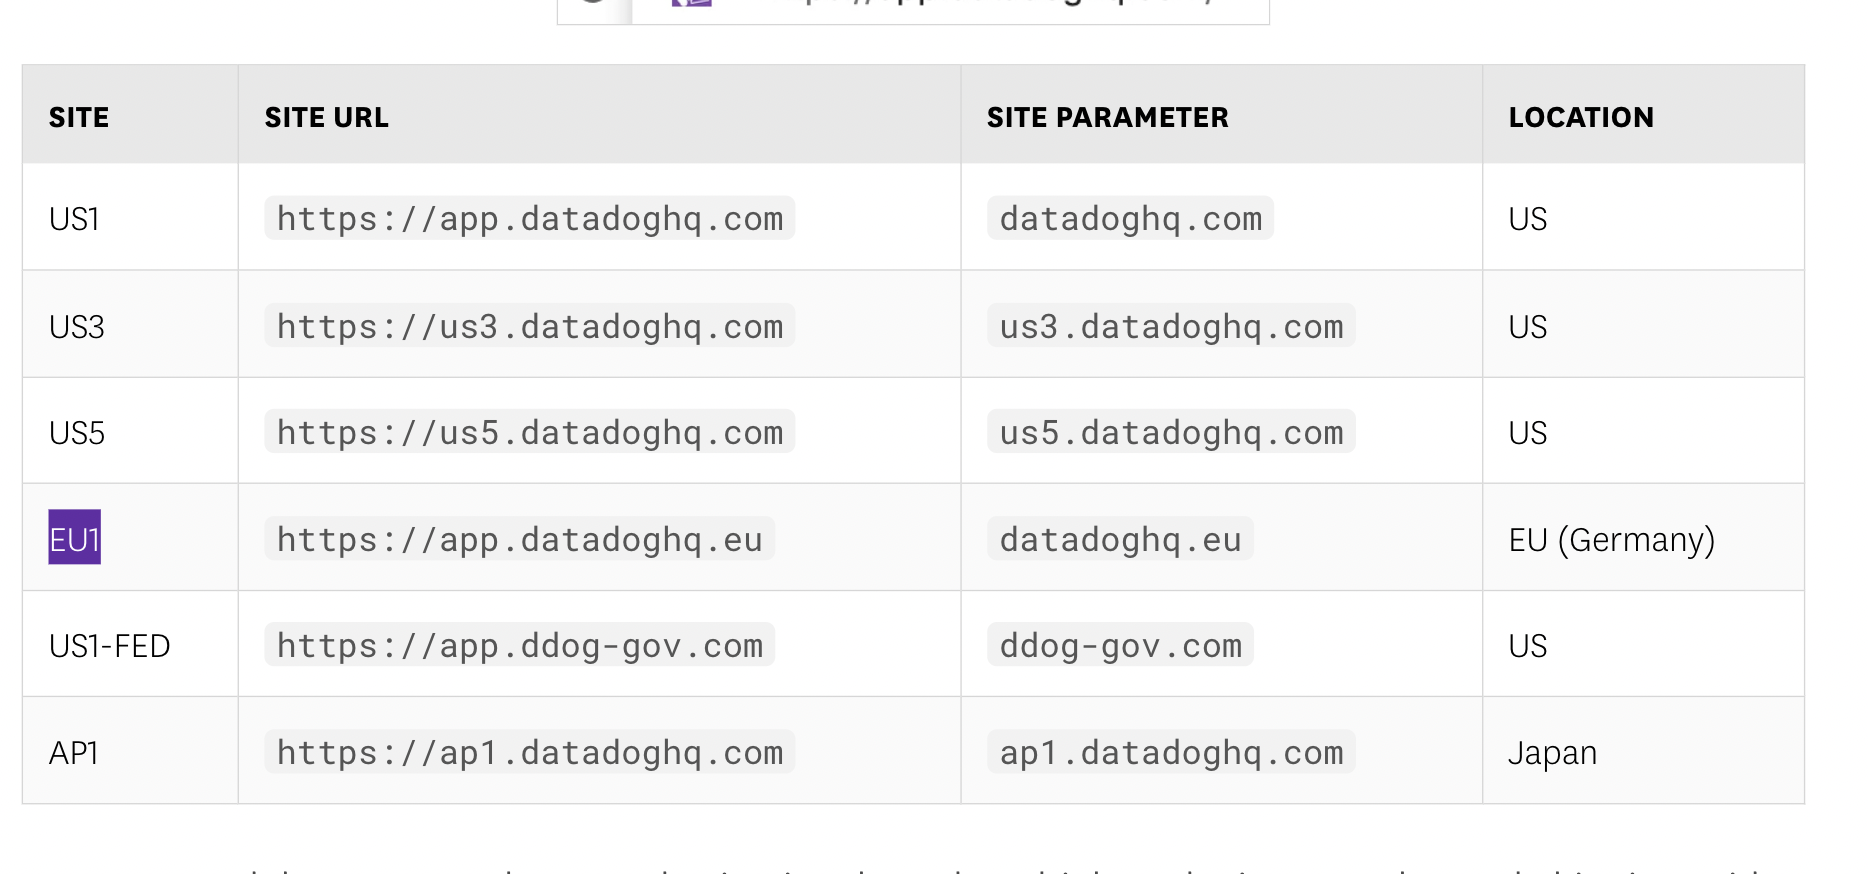 SITE SITE URL SITE PARAMETER LOCATION
US1 https://app.datadoghq.com datadoghq.com US
US3 https://us3.datadoghq.com us3.datadoghq.com US
US5 https://us5.datadoghq.com us5.datadoghq.com US
EU1 https://app.datadoghq.eu datadoghq.eu EU (Germany)
US1-FED https://app.ddog-gov.com ddog-gov.com US
AP1 https://ap1.datadoghq.com ap1.datadoghq.com Japan